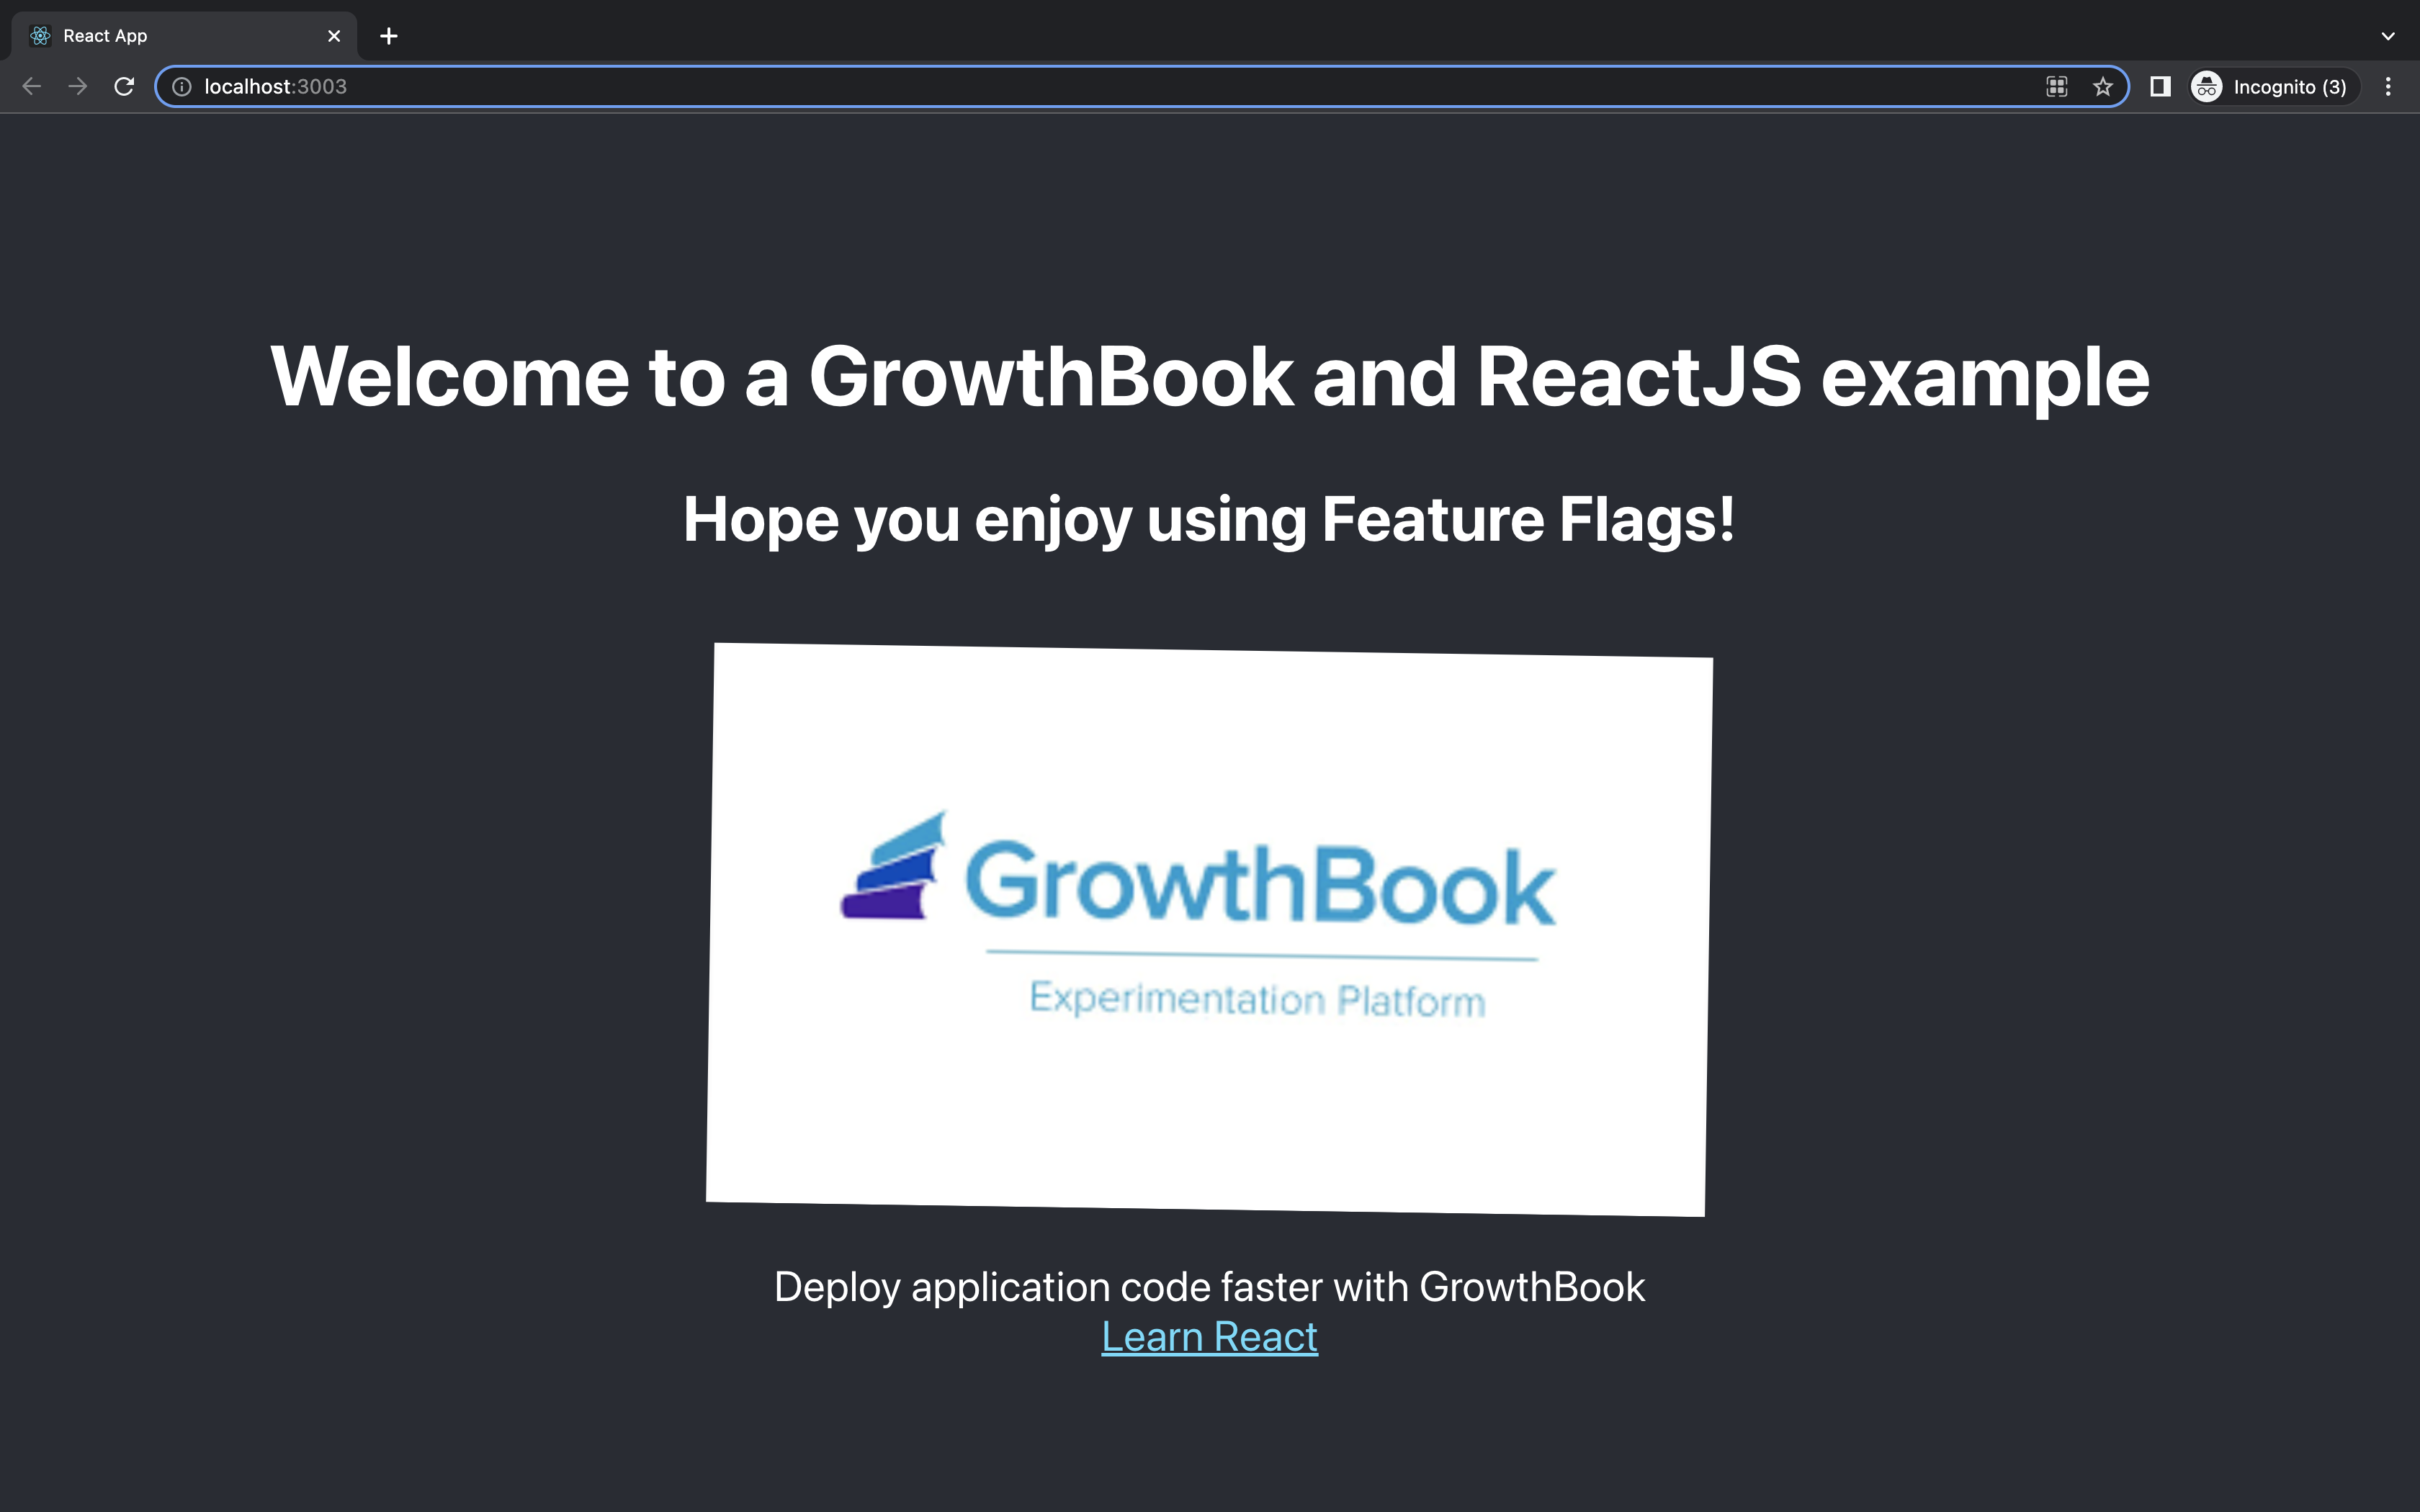 React App
localhost:3003
Incognito (3)
Welcome to a GrowthBook and ReactJS example
Hope you enjoy using Feature Flags!
GrowthBook
Experimentation Platform
Deploy application code faster with GrowthBook
Learn React